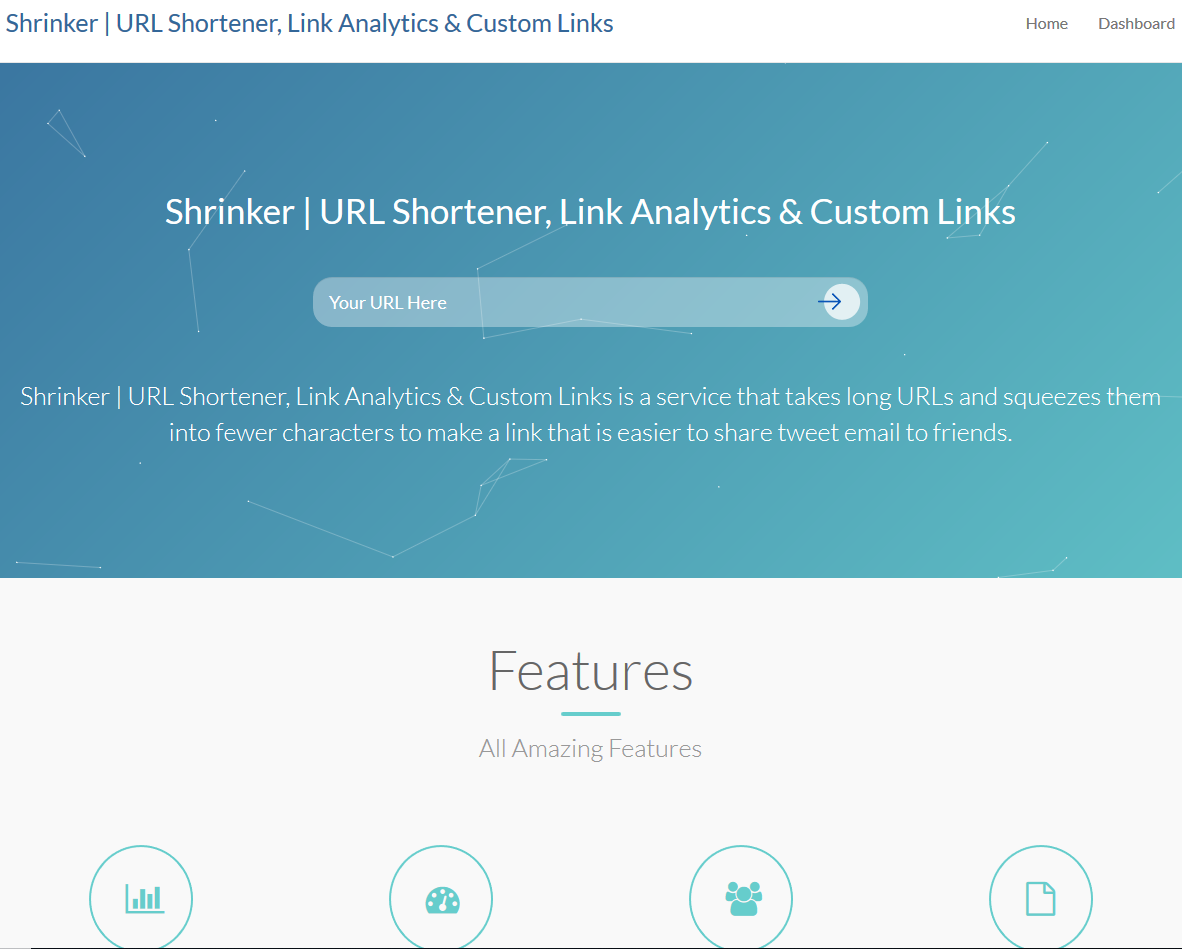 Shrinker | URL Shortener, Link Analytics & Custom Links
Home
Dashboard
Shrinker | URL Shortener, Link Analytics & Custom Links
Your URL Here
Shrinker | URL Shortener, Link Analytics & Custom Links is a service that takes long URLs and squeezes them
into fewer characters to make a link that is easier to share tweet email to friends.
Features
All Amazing Features